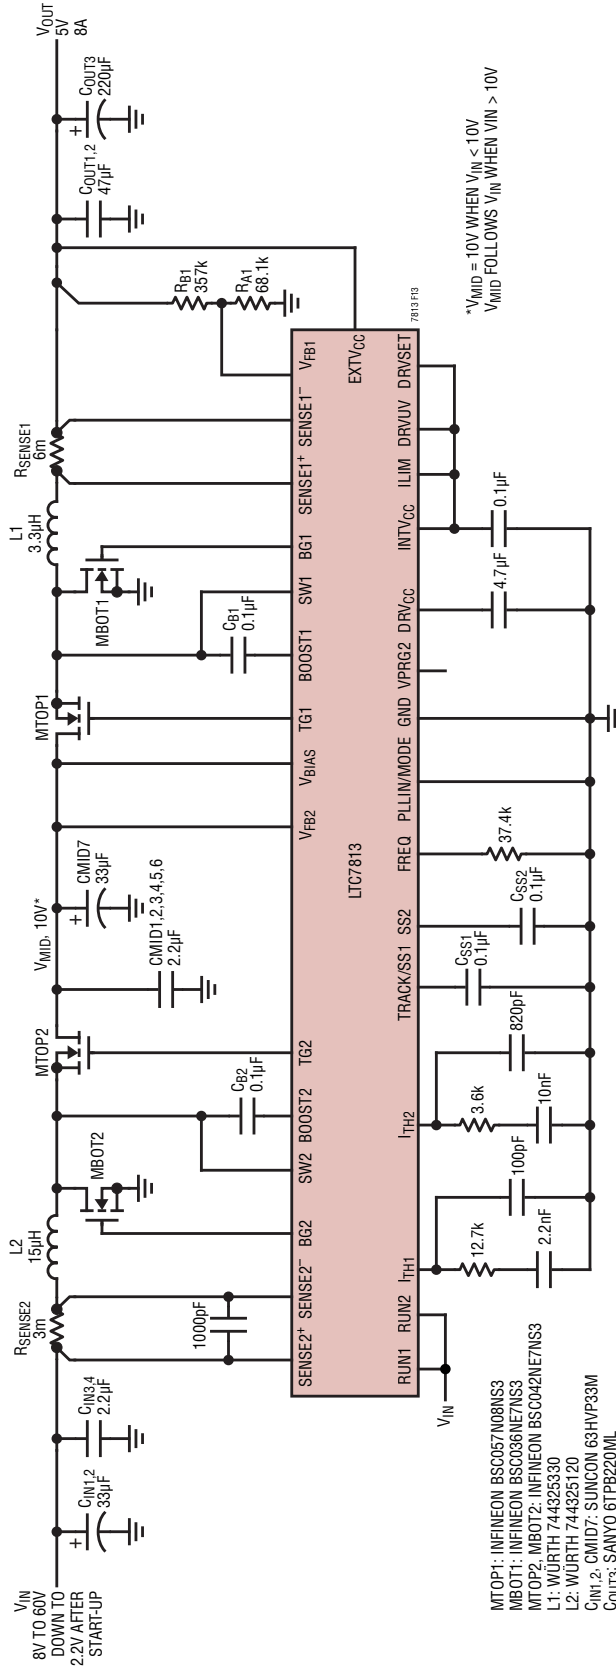 VIN
8V TO 60V
DOWN TO
2.2V AFTER
START-UP
CIN1,2
33µF
+
CIN3,4
2.2µF
RSENSE2
3m
L2
15µH
MBOT2
MTOP2
VMID, 10V*
CMID1,2,3,4,5,6
2.2µF
CMID7
33µF
+
MTOP1
MBOT1
L1
3.3µH
RSENSE1
6m
COUT1,2
47µF
COUT3
220µF
+
VOUT
5V
8A
1000pF
CB2
0.1µF
CB1
0.1µF
RB1
357k
RA1
68.1k
SENSE2+
SENSE2–
BG2
SW2
BOOST2
TG2
VFB2
VBIAS
TG1
BOOST1
SW1
BG1
SENSE1+
SENSE1–
VFB1
EXTVCC
LTC7813
RUN1
RUN2
ITH1
ITH2
TRACK/SS1
SS2
FREQ
PLLIN/MODE
GND
VPRG2
DRVCC
INTVCC
ILIM
DRVUV
DRVSET
7813 F13
VIN
12.7k
2.2nF
100pF
3.6k
10nF
820pF
CSS1
0.1µF
CSS2
0.1µF
37.4k
4.7µF
0.1µF
*VMID = 10V WHEN VIN < 10V
VMID FOLLOWS VIN WHEN VIN > 10V
MTOP1: INFINEON BSC057N08NS3
MBOT1: INFINEON BSC036NE7NS3
MTOP2, MBOT2: INFINEON BSC042NE7NS3
L1: WÜRTH 744325330
L2: WÜRTH 744325120
CIN1,2, CMID7: SUNCON 63HVP33M
COUT3: SANYO 6TPB220ML